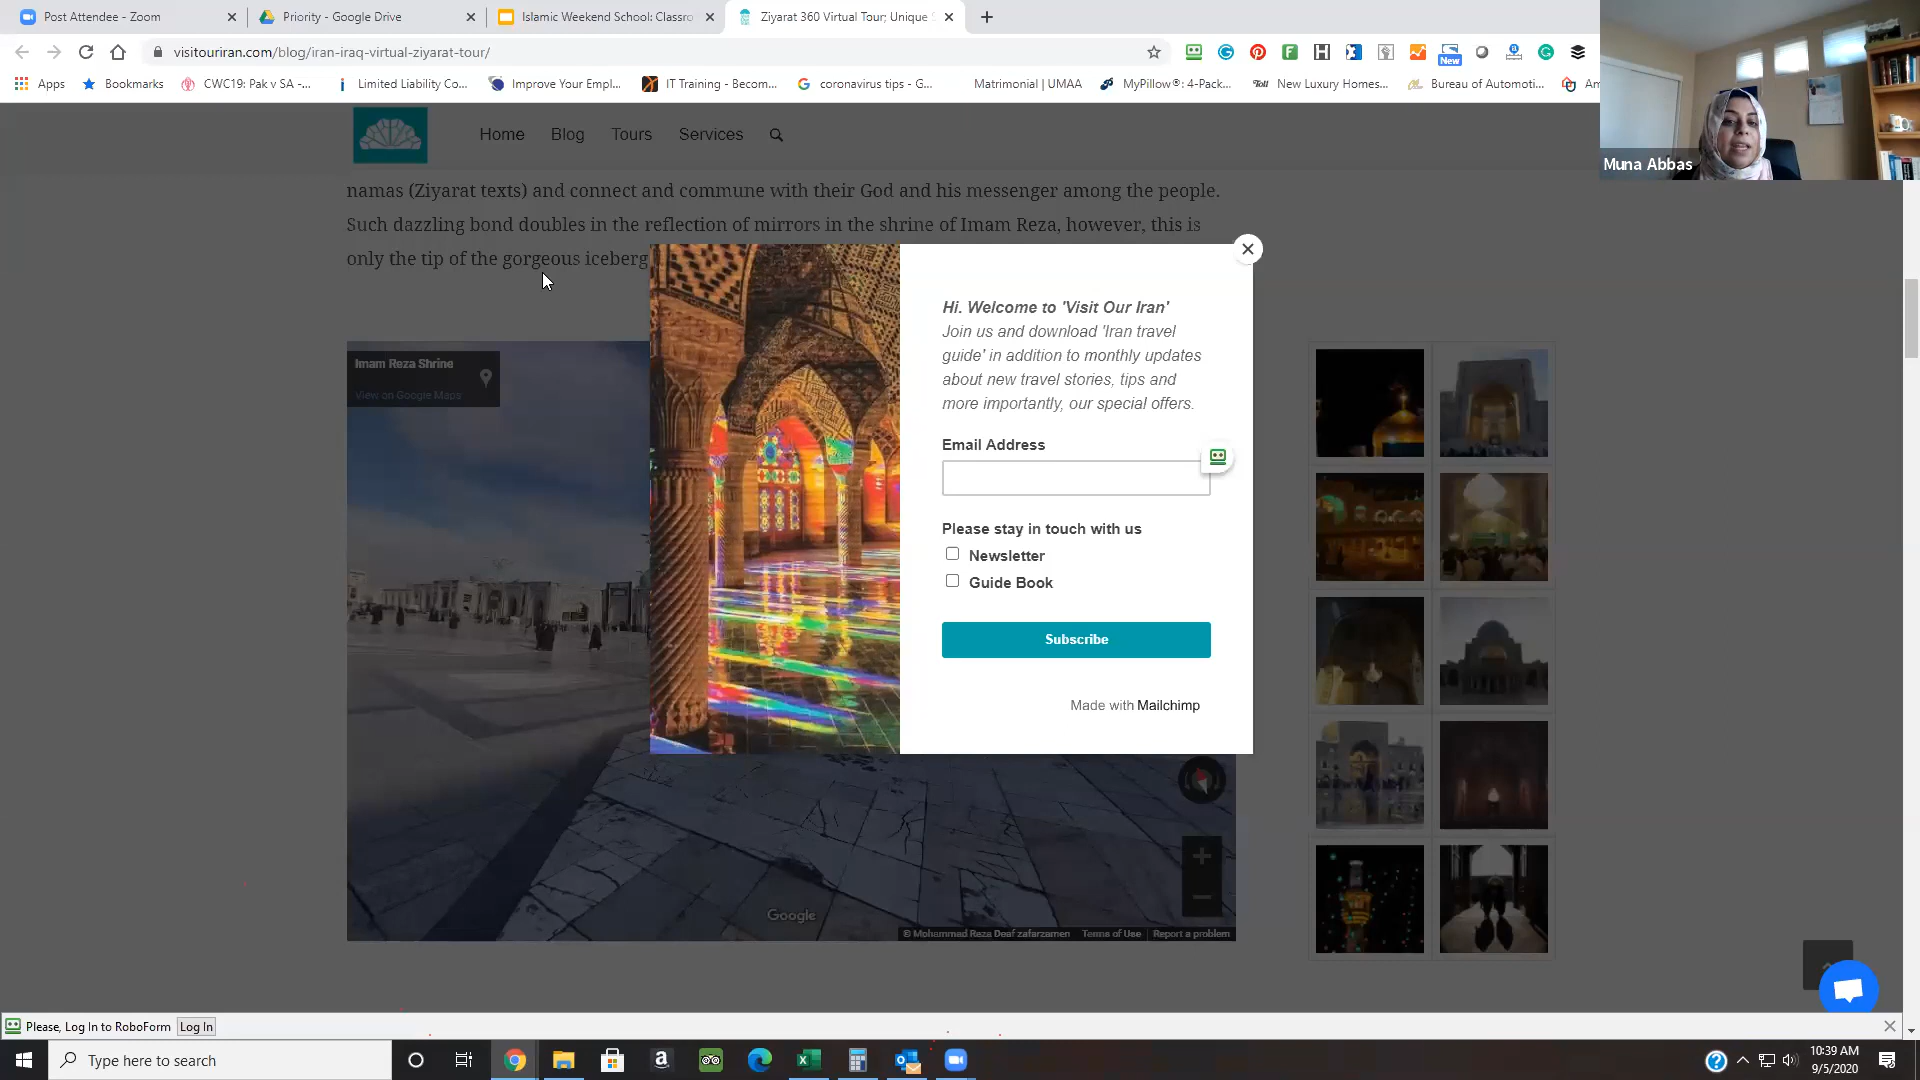 Post Attendee - Zoom
Priority - Google Drive
Islamic Weekend School: Classro
Ziyarat 360 Virtual Tour; Unique
visitouriran.com/blog/iran-iraq-virtual-ziyarat-tour/
New
Apps
Bookmarks
CWC19: Pak v SA -...
Limited Liability Co...
Improve Your Empl...
IT Training - Becom...
coronavirus tips - G...
Matrimonial | UMAA
MyPillow®: 4-Pack...
Toll
New Luxury Homes...
Bureau of Automoti...
Am
Muna Abbas
Home
Blog
Tours
Services
namas (Ziyarat texts) and connect and commune with their God and his messenger among the people.
Such dazzling bond doubles in the reflection of mirrors in the shrine of Imam Reza, however, this is
only the tip of the gorgeous iceberg
Imam Reza Shrine
View on Google Maps
Hi. Welcome to 'Visit Our Iran'
Join us and download 'Iran travel
guide' in addition to monthly updates
about new travel stories, tips and
more importantly, our special offers.
Email Address
Please stay in touch with us
Newsletter
Guide Book
Subscribe
Made with Mailchimp
Google
© Mohammad Reza Deaf zafarzamen
Terms of Use
Report a problem
Please, Log In to RoboForm
Log In
Type here to search
10:39 AM
9/5/2020